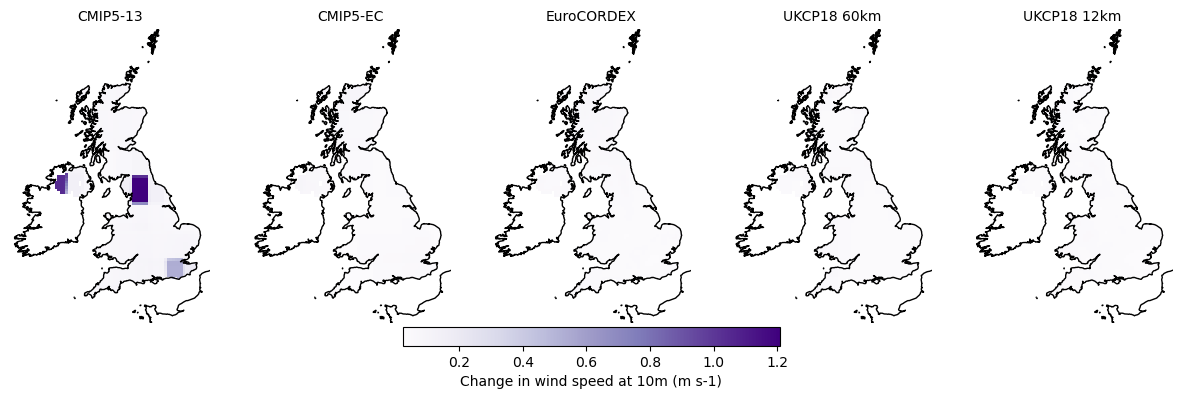 CMIP5-13 CMIP5-EC EuroCORDEX UKCP18 60km UKCP18 12km
0.2 0.4 0.6 0.8 1.0 1.2
Change in wind speed at 10m (m s-1)